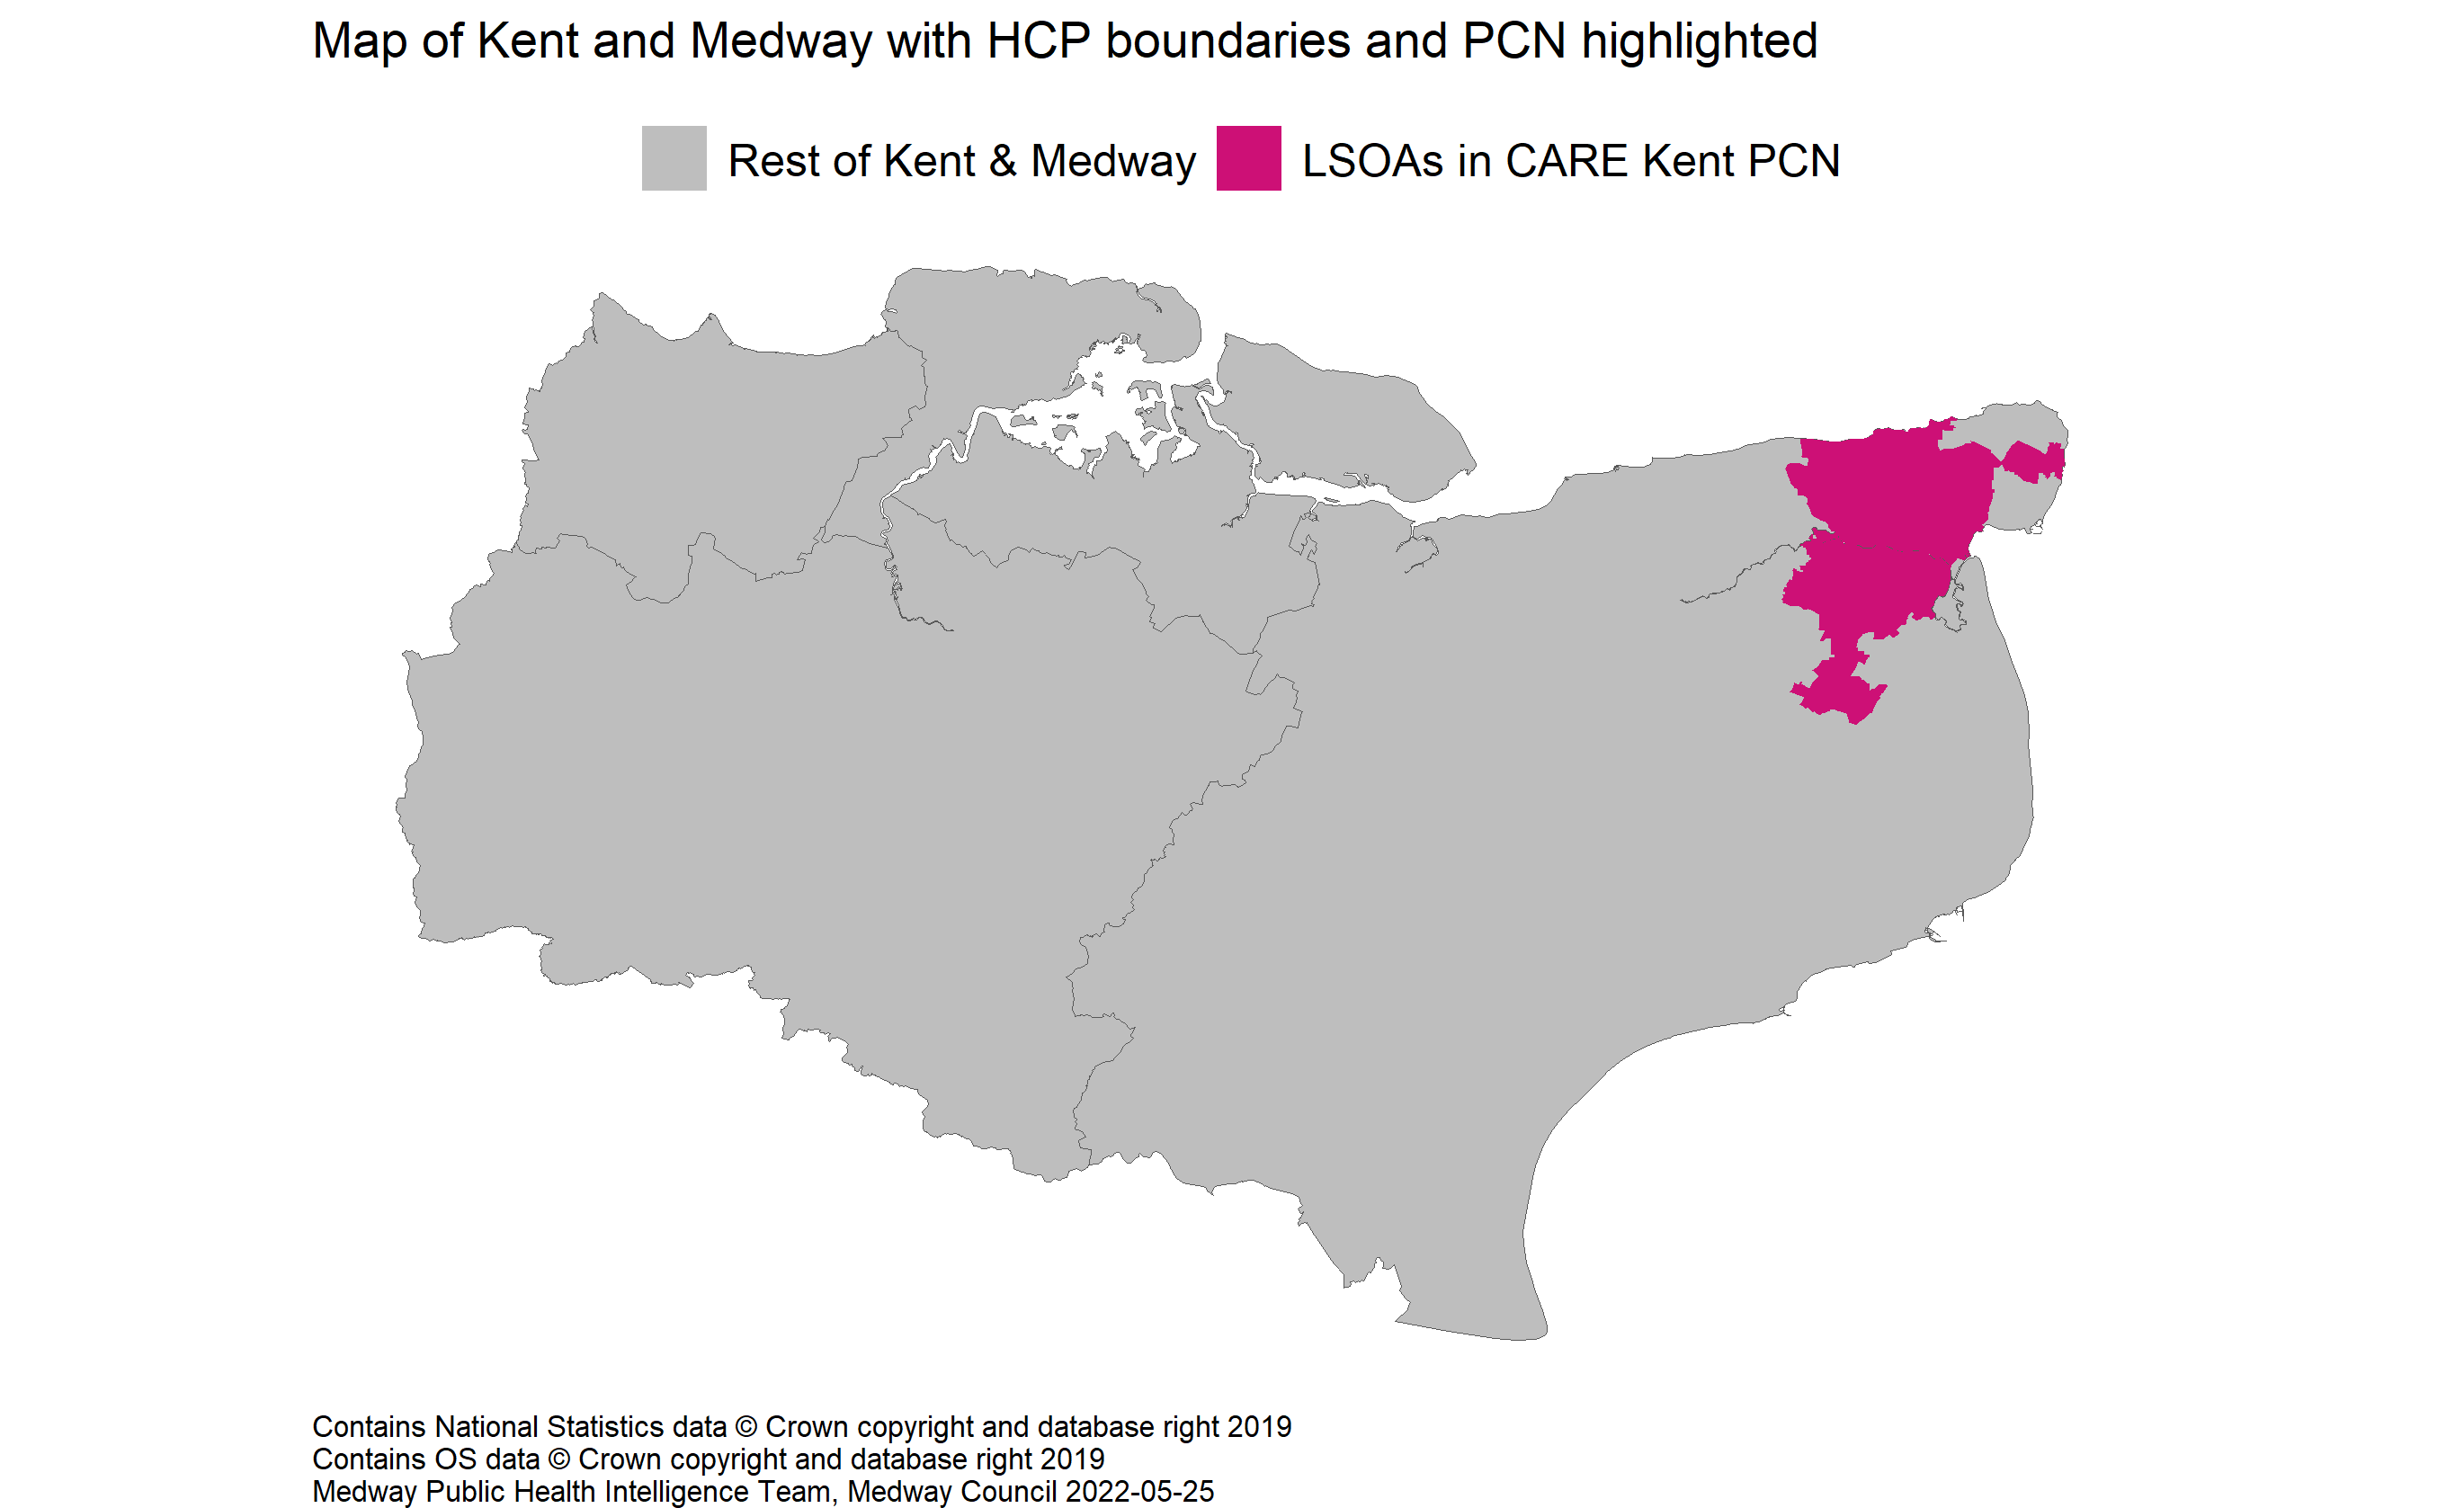 Map of Kent and Medway with HCP boundaries and PCN highlighted
Rest of Kent & Medway LSOAs in CARE Kent PCN
Contains National Statistics data © Crown copyright and database right 2019
Contains OS data © Crown copyright and database right 2019
Medway Public Health Intelligence Team, Medway Council 2022-05-25